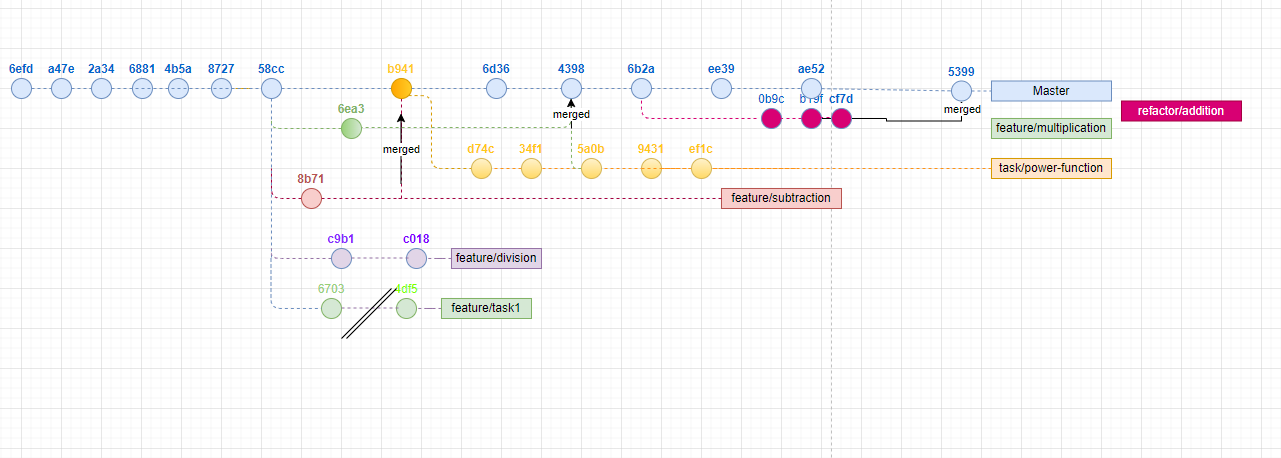 6efd
a47e
2a34
6881
4b5a
8727
58cc
b941
6d36
4398
6b2a
ee39
ae52
5399
Master
0b9c
b19f
cf7d
merged
refactor/addition
6ea3
merged
feature/multiplication
merged
d74c
34f1
5a0b
9431
ef1c
task/power-function
8b71
feature/subtraction
c9b1
c018
feature/division
6703
4df5
feature/task1